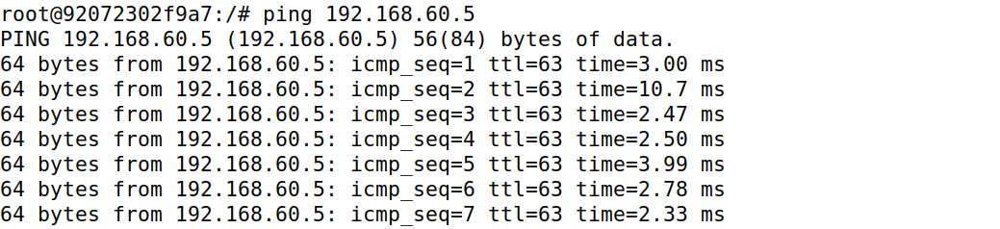 root@92072302f9a7:/# ping 192.168.60.5
PING 192.168.60.5 (192.168.60.5) 56(84) bytes of data.
64 bytes from 192.168.60.5: icmp_seq=1 ttl=63 time=3.00 ms
64 bytes from 192.168.60.5: icmp_seq=2 ttl=63 time=10.7 ms
64 bytes from 192.168.60.5: icmp_seq=3 ttl=63 time=2.47 ms
64 bytes from 192.168.60.5: icmp_seq=4 ttl=63 time=2.50 ms
64 bytes from 192.168.60.5: icmp_seq=5 ttl=63 time=3.99 ms
64 bytes from 192.168.60.5: icmp_seq=6 ttl=63 time=2.78 ms
64 bytes from 192.168.60.5: icmp_seq=7 ttl=63 time=2.33 ms